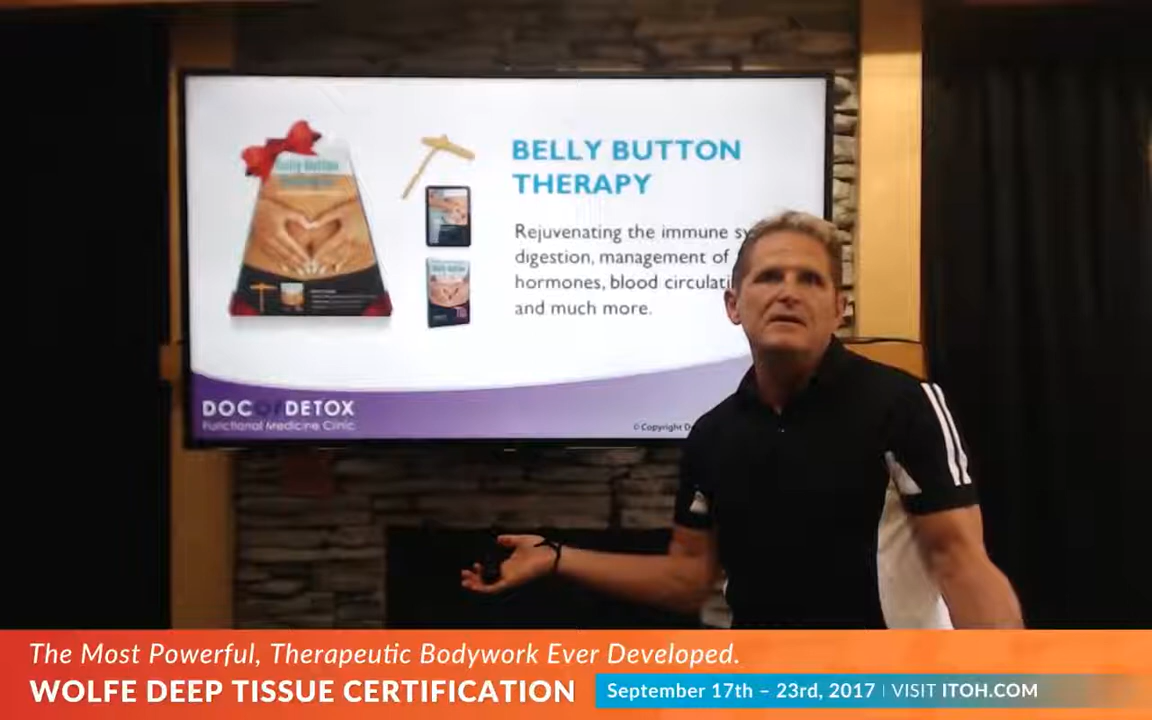 BELLY BUTTON
THERAPY
Rejuvenating the immune sy
digestion, management of
hormones, blood circulati
and much more.
DOC OF DETOX
Functional Medicine Clinic
© Copyright D
The Most Powerful, Therapeutic Bodywork Ever Developed.
WOLFE DEEP TISSUE CERTIFICATION
September 17th – 23rd, 2017 | VISIT ITOH.COM